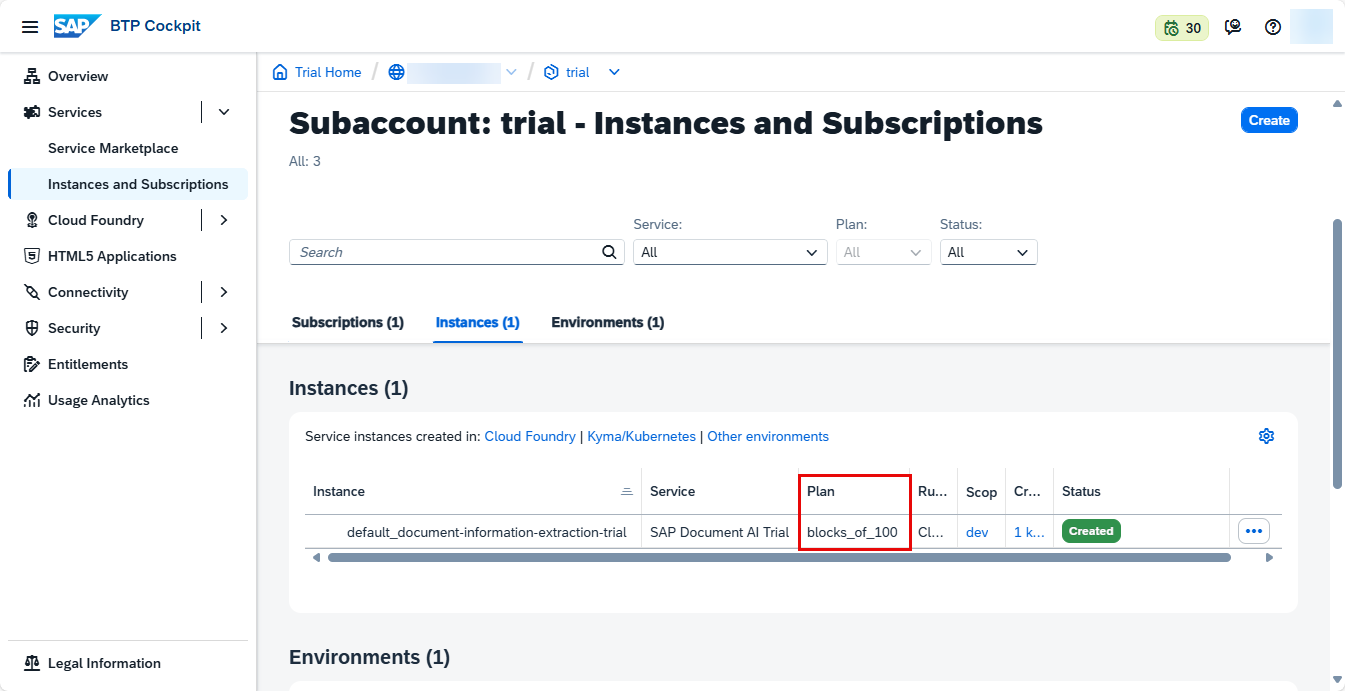 SAP BTP Cockpit
30
Overview
Services
Service Marketplace
Instances and Subscriptions
Cloud Foundry
HTML5 Applications
Connectivity
Security
Entitlements
Usage Analytics
Legal Information
Trial Home / / trial
Subaccount: trial - Instances and Subscriptions
Create
All: 3
Service: Plan: Status:
Search All All All
Subscriptions (1) Instances (1) Environments (1)
Instances (1)
Service instances created in: Cloud Foundry | Kyma/Kubernetes | Other environments
Instance Service Plan Ru... Scop Cr... Status
default_document-information-extraction-trial SAP Document AI Trial blocks_of_100 Cl... dev 1 k... Created
Environments (1)